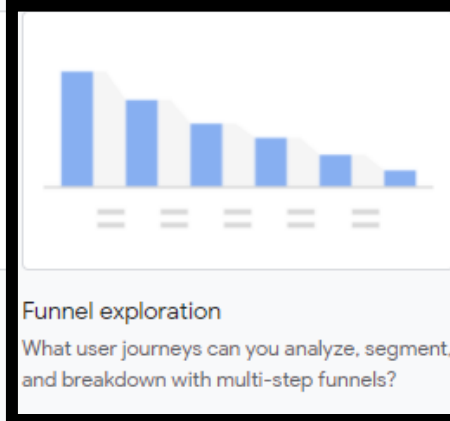 Funnel exploration
What user journeys can you analyze, segment,
and breakdown with multi-step funnels?